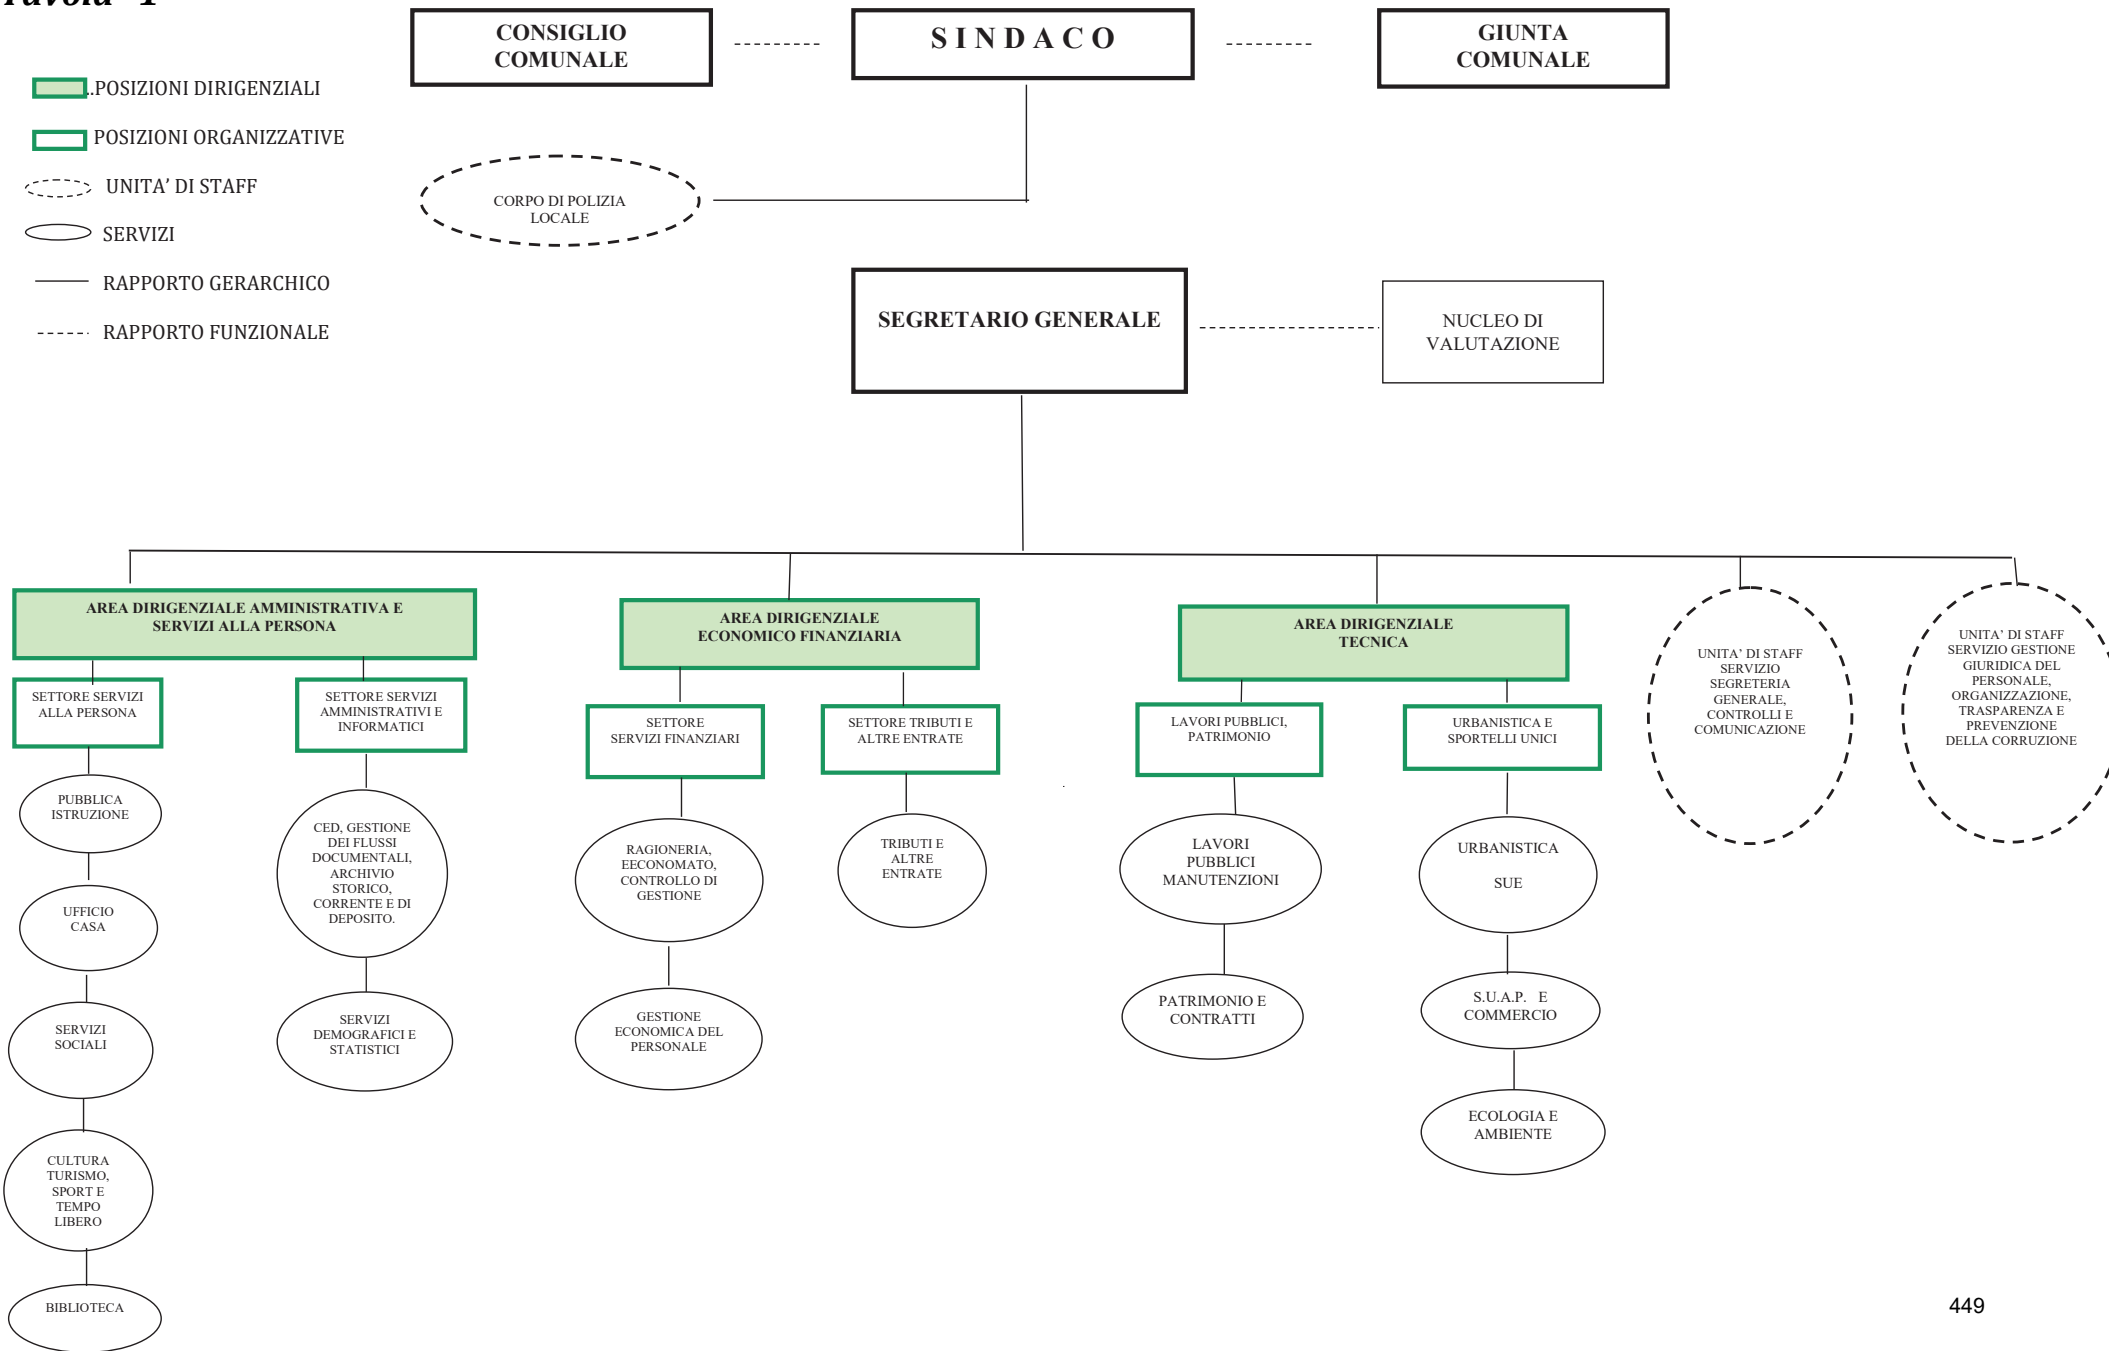 Tavola 1
CONSIGLIO
COMUNALE
S I N D A C O
GIUNTA
COMUNALE
..POSIZIONI DIRIGENZIALI
POSIZIONI ORGANIZZATIVE
UNITA' DI STAFF
SERVIZI
RAPPORTO GERARCHICO
RAPPORTO FUNZIONALE
CORPO DI POLIZIA
LOCALE
SEGRETARIO GENERALE
NUCLEO DI
VALUTAZIONE
AREA DIRIGENZIALE AMMINISTRATIVA E
SERVIZI ALLA PERSONA
AREA DIRIGENZIALE
ECONOMICO FINANZIARIA
AREA DIRIGENZIALE
TECNICA
UNITA' DI STAFF
SERVIZIO
SEGRETERIA
GENERALE,
CONTROLLI E
COMUNICAZIONE
UNITA' DI STAFF
SERVIZIO GESTIONE
GIURIDICA DEL
PERSONALE,
ORGANIZZAZIONE,
TRASPARENZA E
PREVENZIONE
DELLA CORRUZIONE
SETTORE SERVIZI
ALLA PERSONA
SETTORE SERVIZI
AMMINISTRATIVI E
INFORMATICI
SETTORE
SERVIZI FINANZIARI
SETTORE TRIBUTI E
ALTRE ENTRATE
LAVORI PUBBLICI,
PATRIMONIO
URBANISTICA E
SPORTELLI UNICI
PUBBLICA
ISTRUZIONE
CED, GESTIONE
DEI FLUSSI
DOCUMENTALI,
ARCHIVIO
STORICO,
CORRENTE E DI
DEPOSITO.
RAGIONERIA,
EECONOMATO,
CONTROLLO DI
GESTIONE
TRIBUTI E
ALTRE
ENTRATE
LAVORI
PUBBLICI
MANUTENZIONI
URBANISTICA
SUE
UFFICIO
CASA
SERVIZI
SOCIALI
SERVIZI
DEMOGRAFICI E
STATISTICI
GESTIONE
ECONOMICA DEL
PERSONALE
PATRIMONIO E
CONTRATTI
S.U.A.P. E
COMMERCIO
ECOLOGIA E
AMBIENTE
CULTURA
TURISMO,
SPORT E
TEMPO
LIBERO
BIBLIOTECA
449